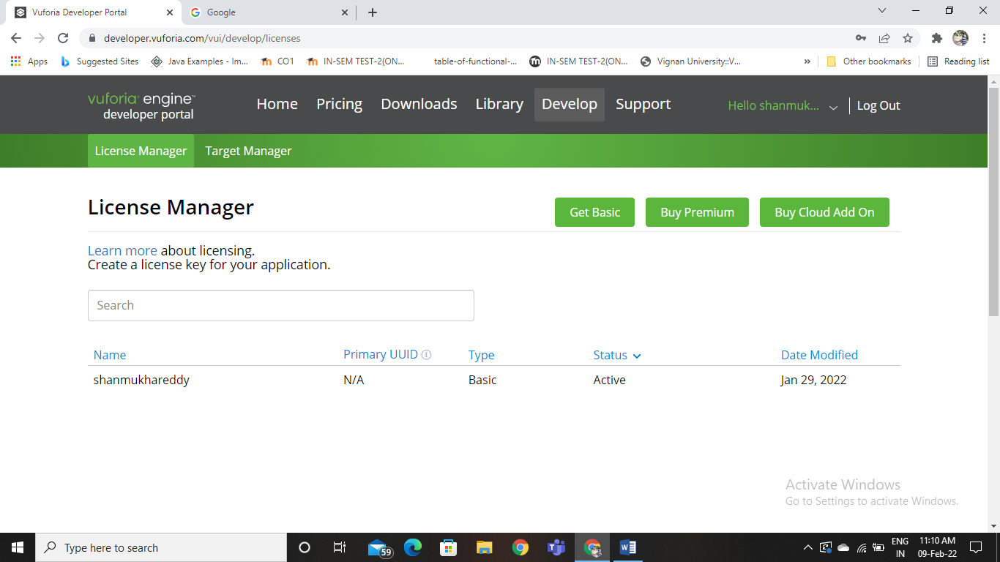 Vuforia Developer Portal
Google
developer.vuforia.com/vui/develop/licenses
Apps
Suggested Sites
Java Examples - Im...
CO1
IN-SEM TEST-2(ON...
table-of-functional-...
IN-SEM TEST-2(ON...
Vignan University::V...
»
Other bookmarks
Reading list
vuforia® engine™
developer portal
Home
Pricing
Downloads
Library
Develop
Support
Hello shanmuk...
Log Out
License Manager
Target Manager
License Manager
Get Basic
Buy Premium
Buy Cloud Add On
Learn more about licensing.
Create a license key for your application.
Search
Name
Primary UUID
Type
Status
Date Modified
shanmukhareddy
N/A
Basic
Active
Jan 29, 2022
Activate Windows
Go to Settings to activate Windows.
Type here to search
59
ENG
IN
11:10 AM
09-Feb-22